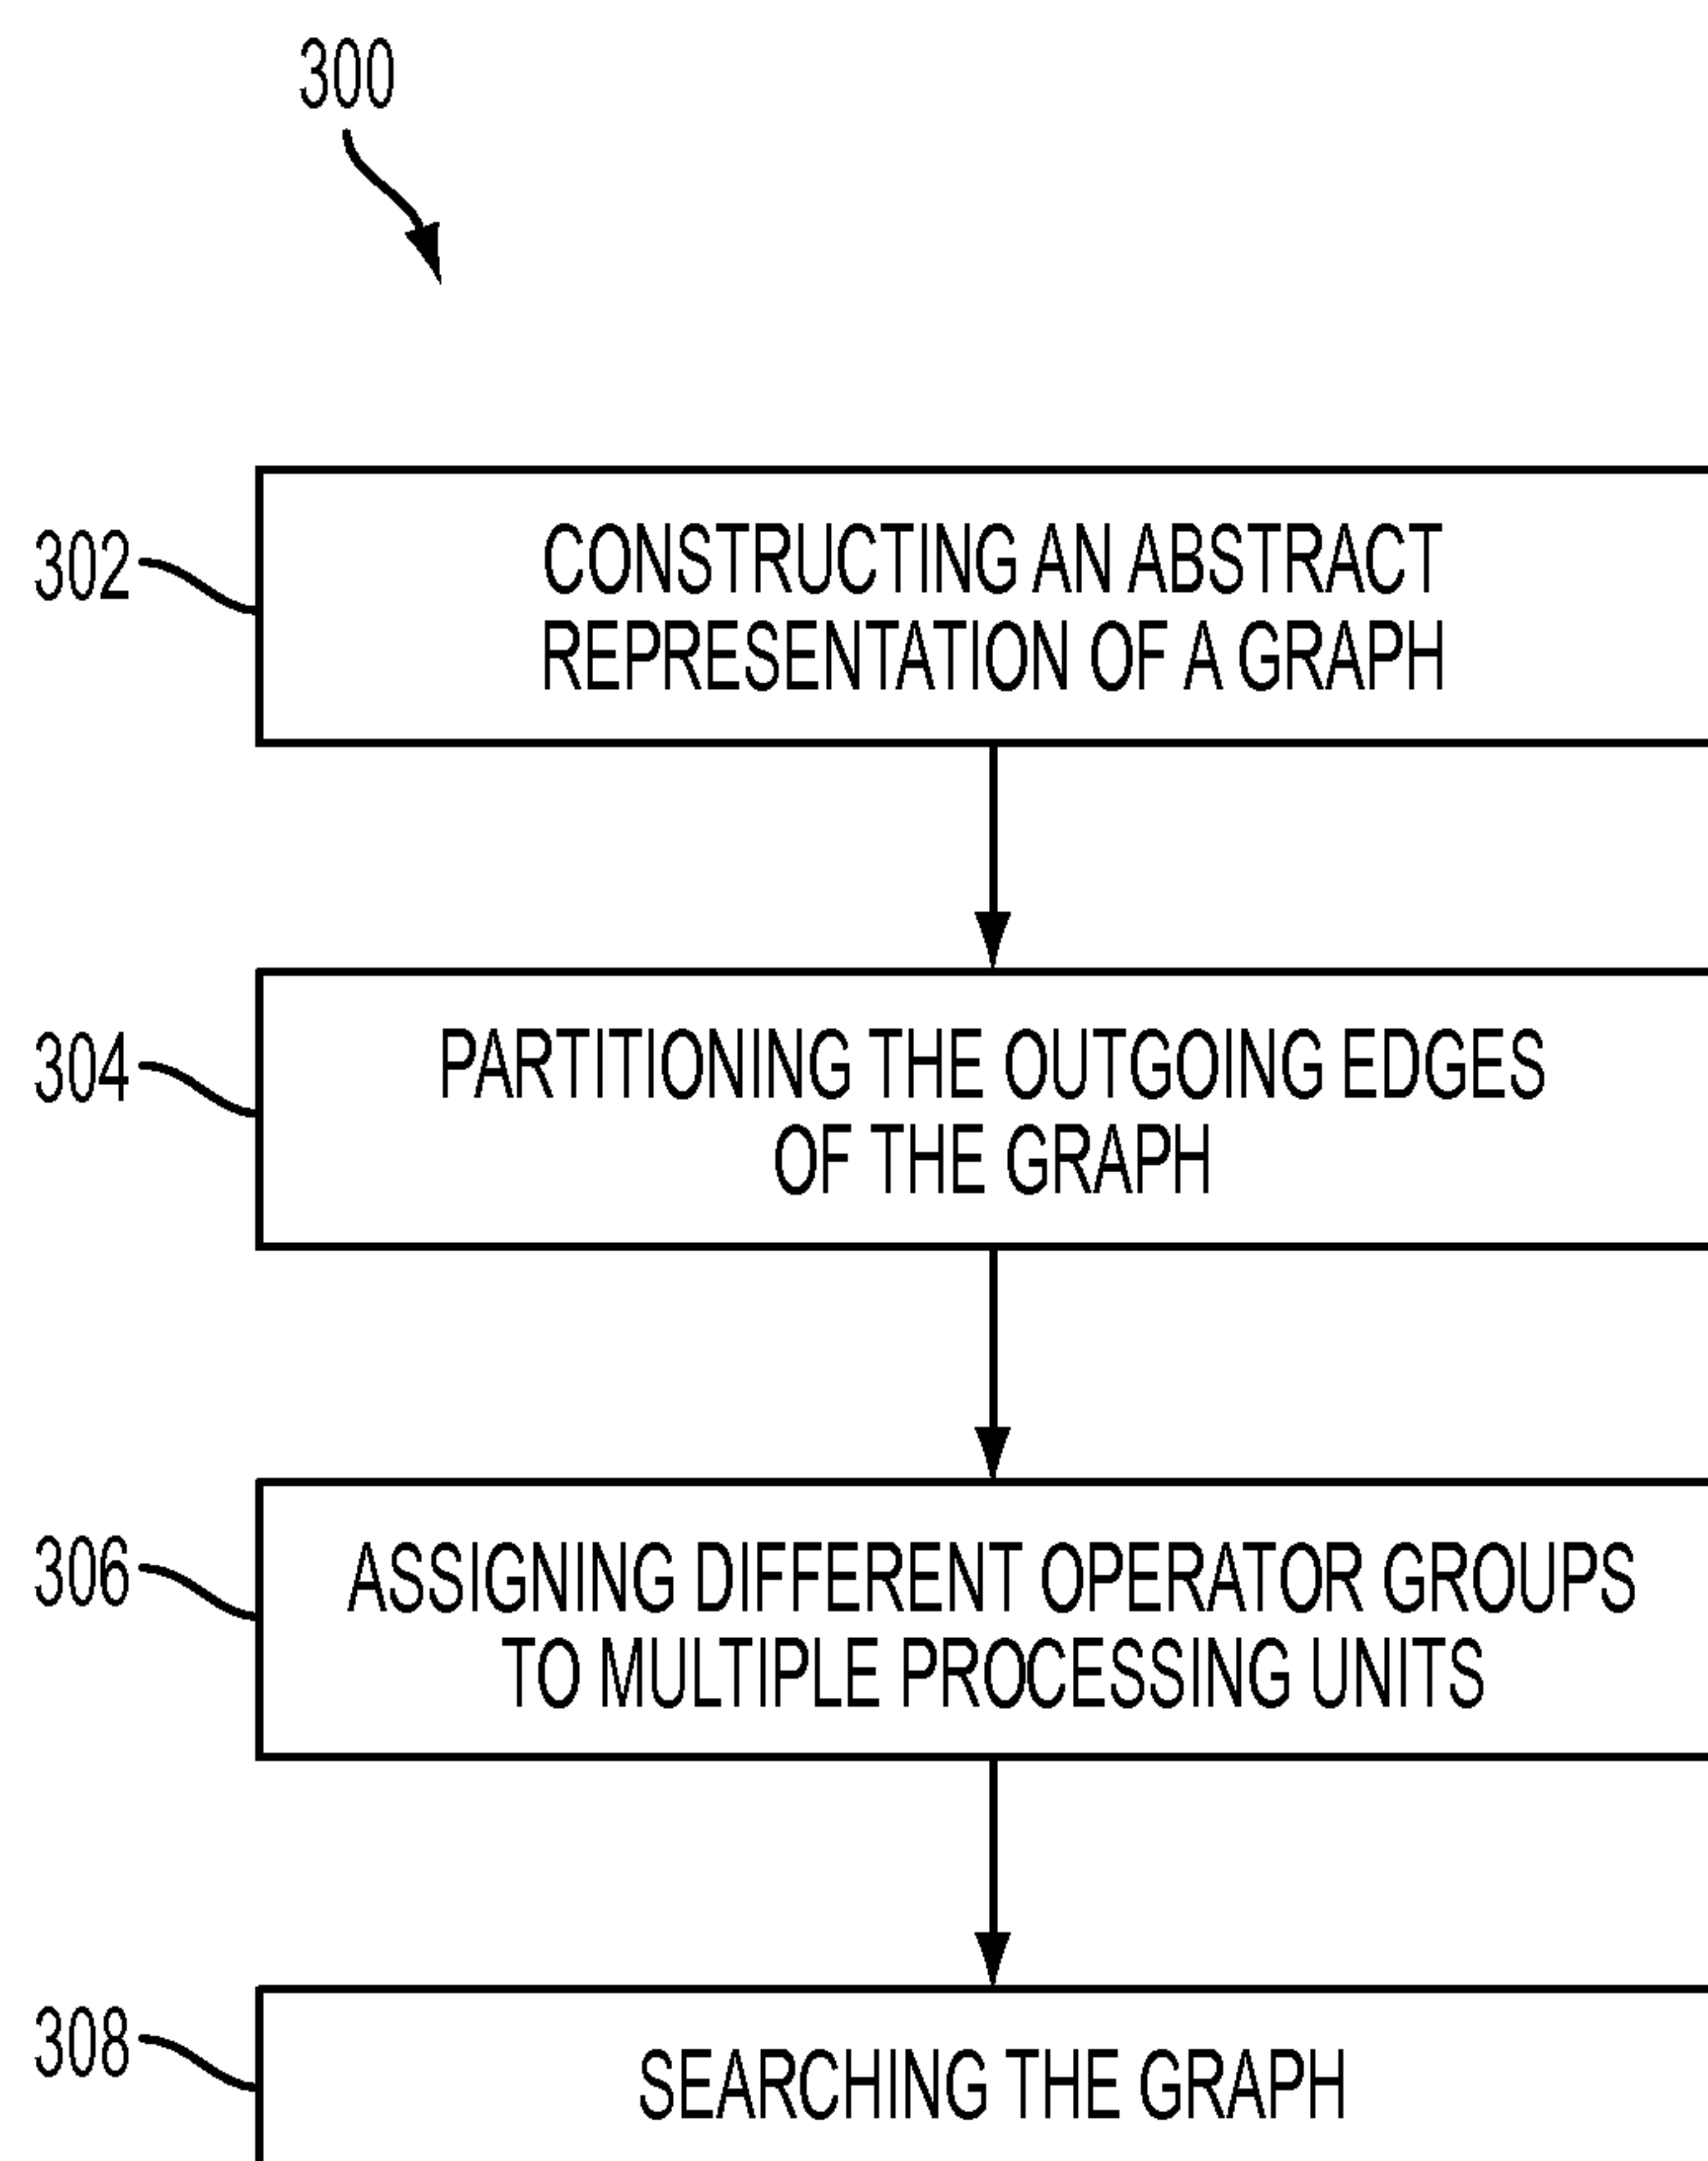 300
302
CONSTRUCTING AN ABSTRACT
REPRESENTATION OF A GRAPH
304
PARTITIONING THE OUTGOING EDGES
OF THE GRAPH
306
ASSIGNING DIFFERENT OPERATOR GROUPS
TO MULTIPLE PROCESSING UNITS
308
SEARCHING THE GRAPH